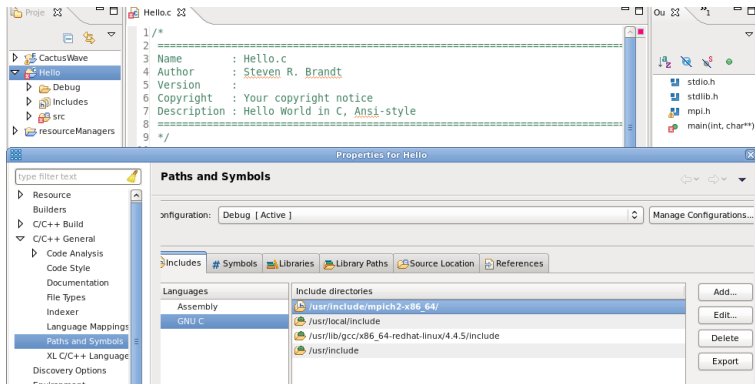 Proje
Hello.c
Ou
"1
CactusWave
Hello
Debug
Includes
src
resourceManagers
1 /*
2 ===========================================================================
3 Name : Hello.c
4 Author : Steven R. Brandt
5 Version :
6 Copyright : Your copyright notice
7 Description : Hello World in C, Ansi-style
8 ===========================================================================
9 */
stdio.h
stdlib.h
mpi.h
main(int, char**)
Properties for Hello
type filter text
Resource
Builders
C/C++ Build
C/C++ General
Code Analysis
Code Style
Documentation
File Types
Indexer
Language Mappings
Paths and Symbols
XL C/C++ Language
Discovery Options
Environment
Paths and Symbols
onfiguration: Debug [ Active ] Manage Configurations...
Includes # Symbols Libraries Library Paths Source Location References
Languages
Assembly
GNU C
Include directories
/usr/include/mpich2-x86_64/
/usr/local/include
/usr/lib/gcc/x86_64-redhat-linux/4.4.5/include
/usr/include
Add...
Edit...
Delete
Export